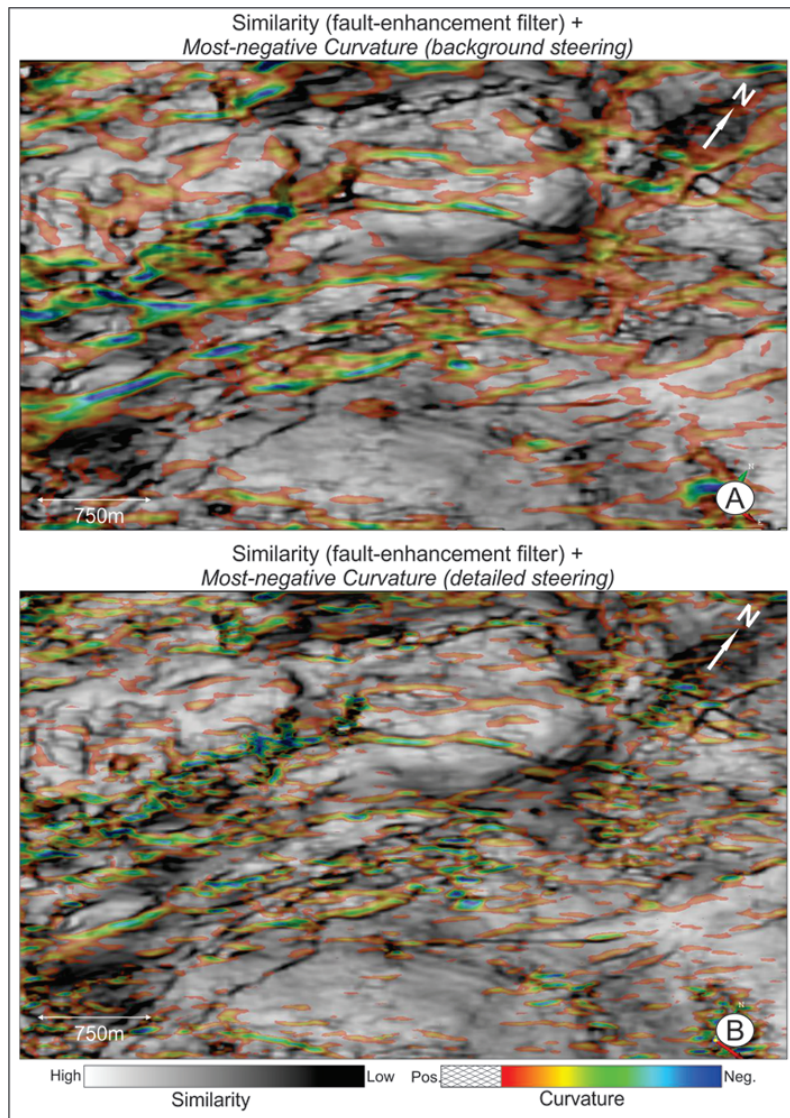 Similarity (fault-enhancement filter) +
Most-negative Curvature (background steering)
N
750m
A
Similarity (fault-enhancement filter) +
Most-negative Curvature (detailed steering)
N
750m
B
High Low Pos. Neg.
Similarity Curvature